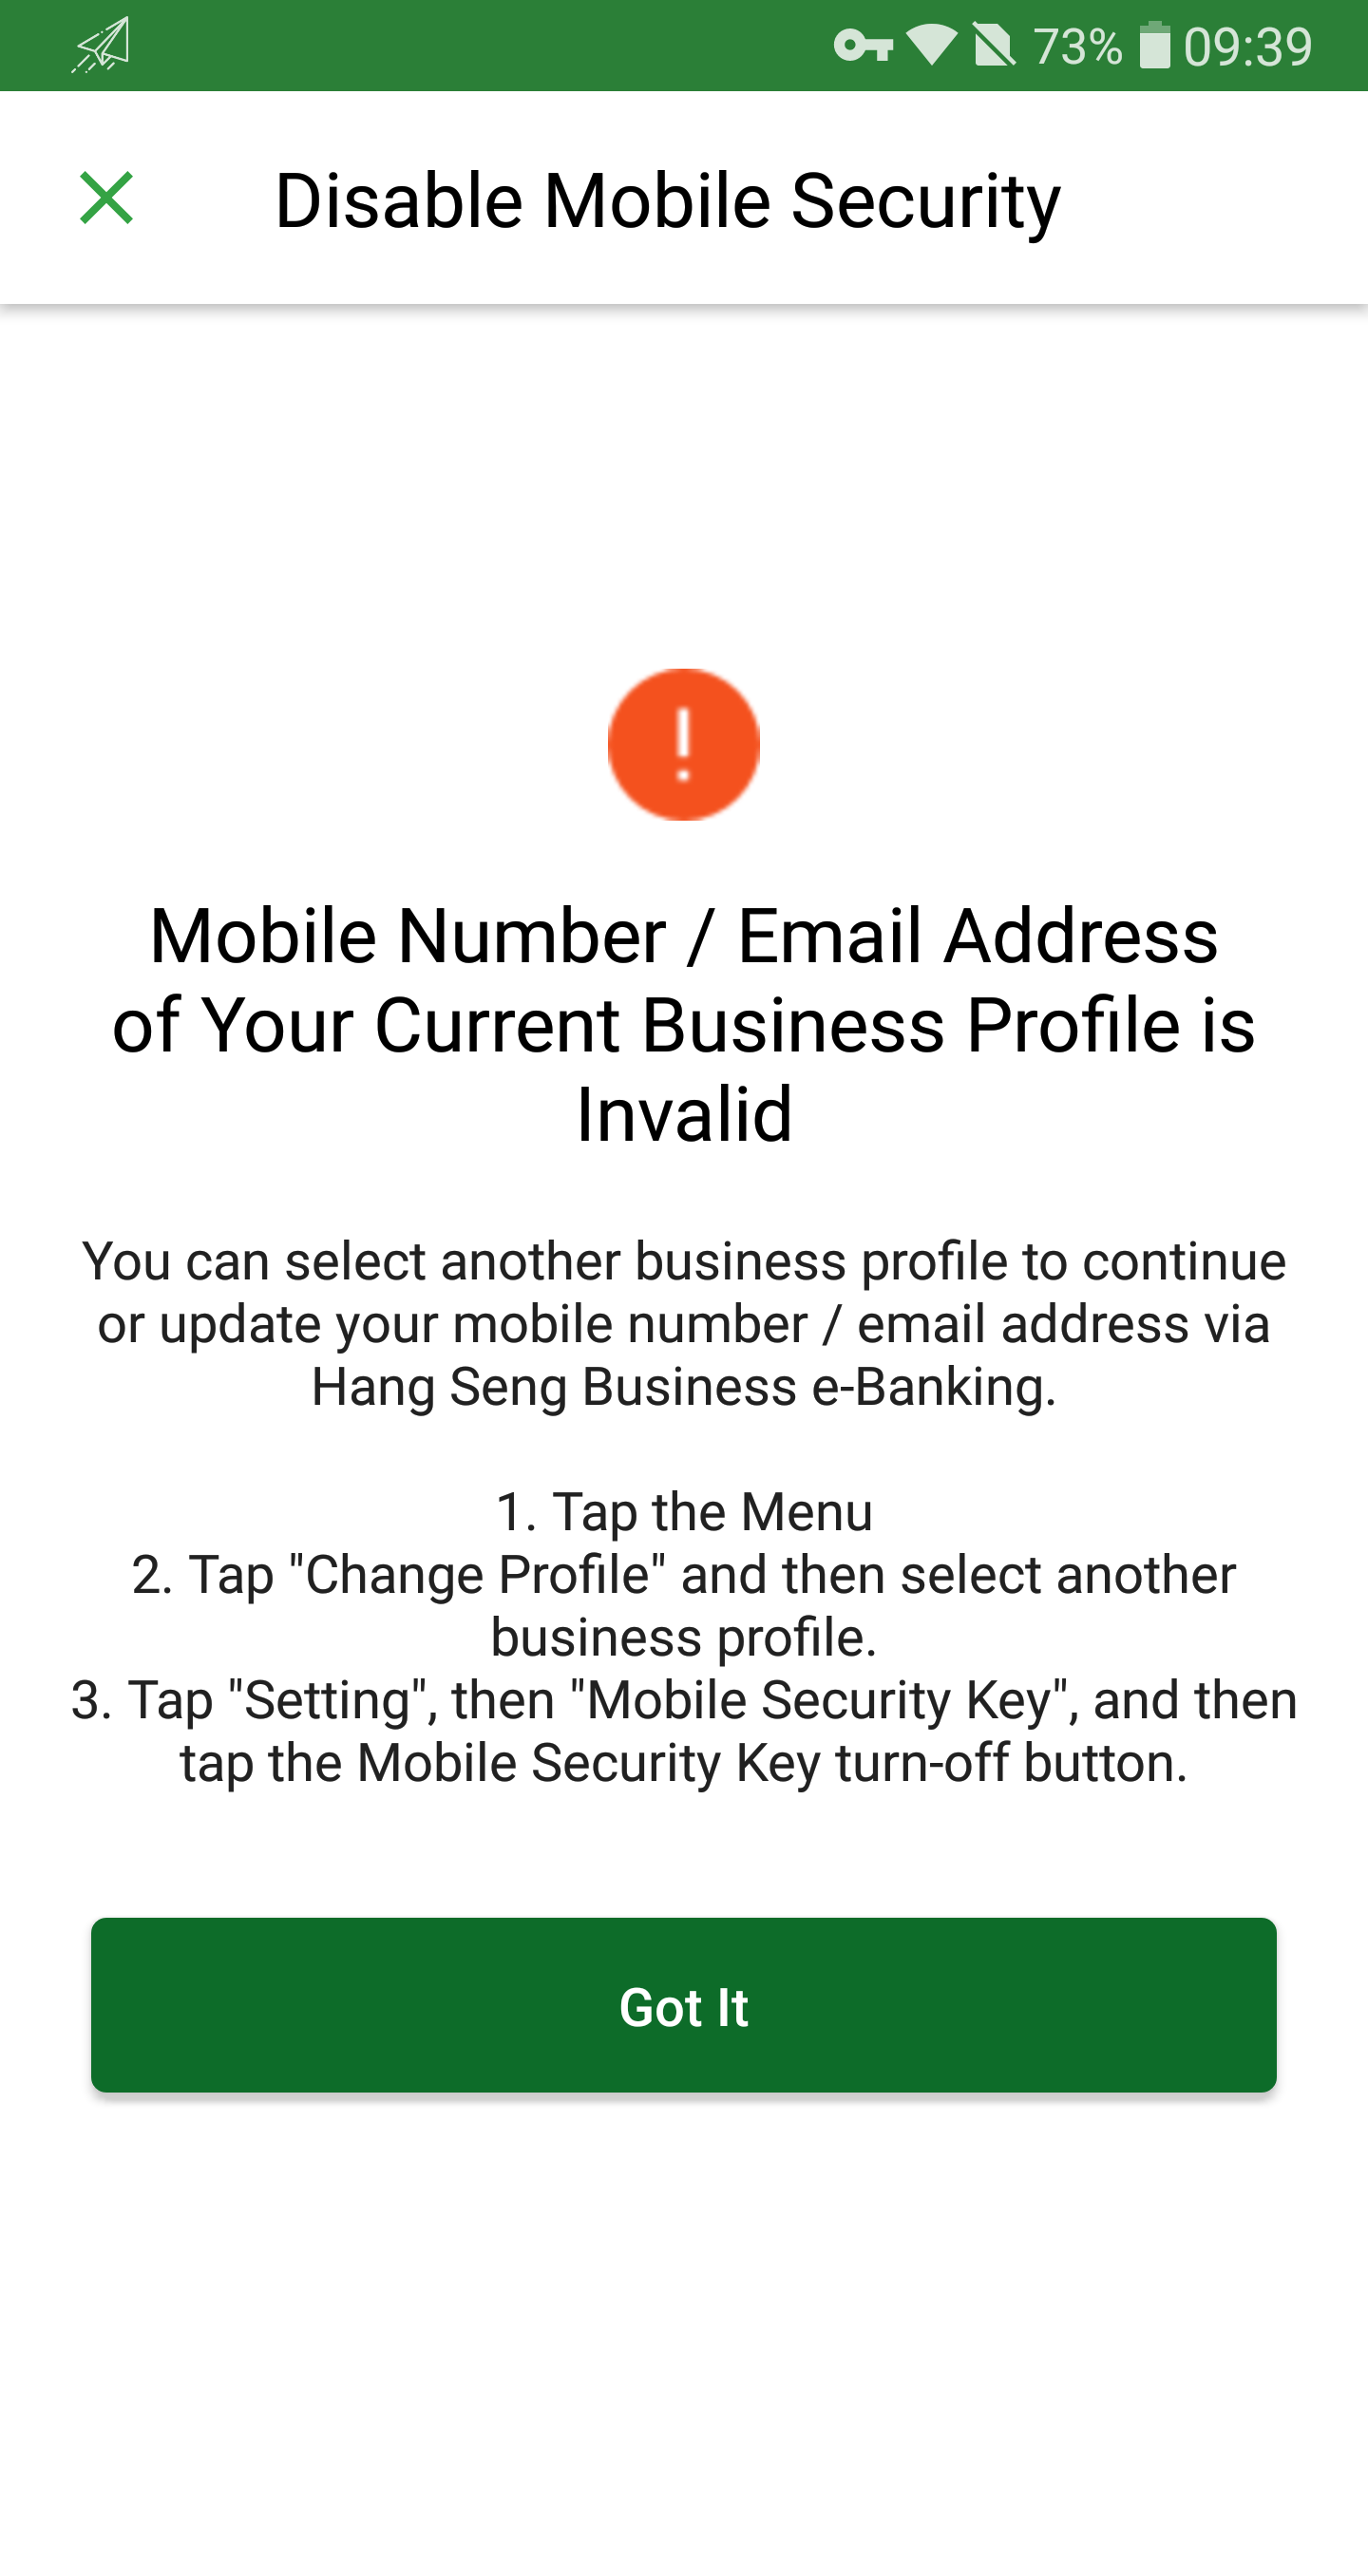 73% 09:39
Disable Mobile Security
Mobile Number / Email Address
of Your Current Business Profile is
Invalid
You can select another business profile to continue
or update your mobile number / email address via
Hang Seng Business e-Banking.
1. Tap the Menu
2. Tap "Change Profile" and then select another
business profile.
3. Tap "Setting", then "Mobile Security Key", and then
tap the Mobile Security Key turn-off button.
Got It